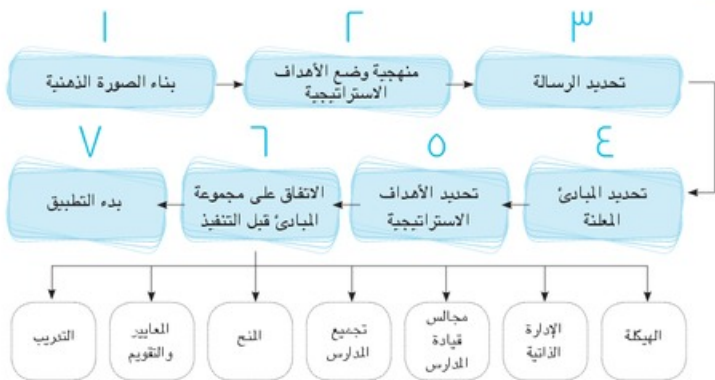 ١
بناء الصورة الذهنية
٢
منهجية وضع الأهداف
الاستراتيجية
٣
تحديد الرسالة
٤
تحديد المبادئ
المعلنة
٥
تحديد الأهداف
الاستراتيجية
٦
الاتفاق على مجموعة
المبادئ قبل التنفيذ
٧
بدء التطبيق
الهيكلة
الإدارة
الذاتية
مجالس
قيادة
المدارس
تجميع
المدارس
المنح
المعايير
والتقويم
التدريب